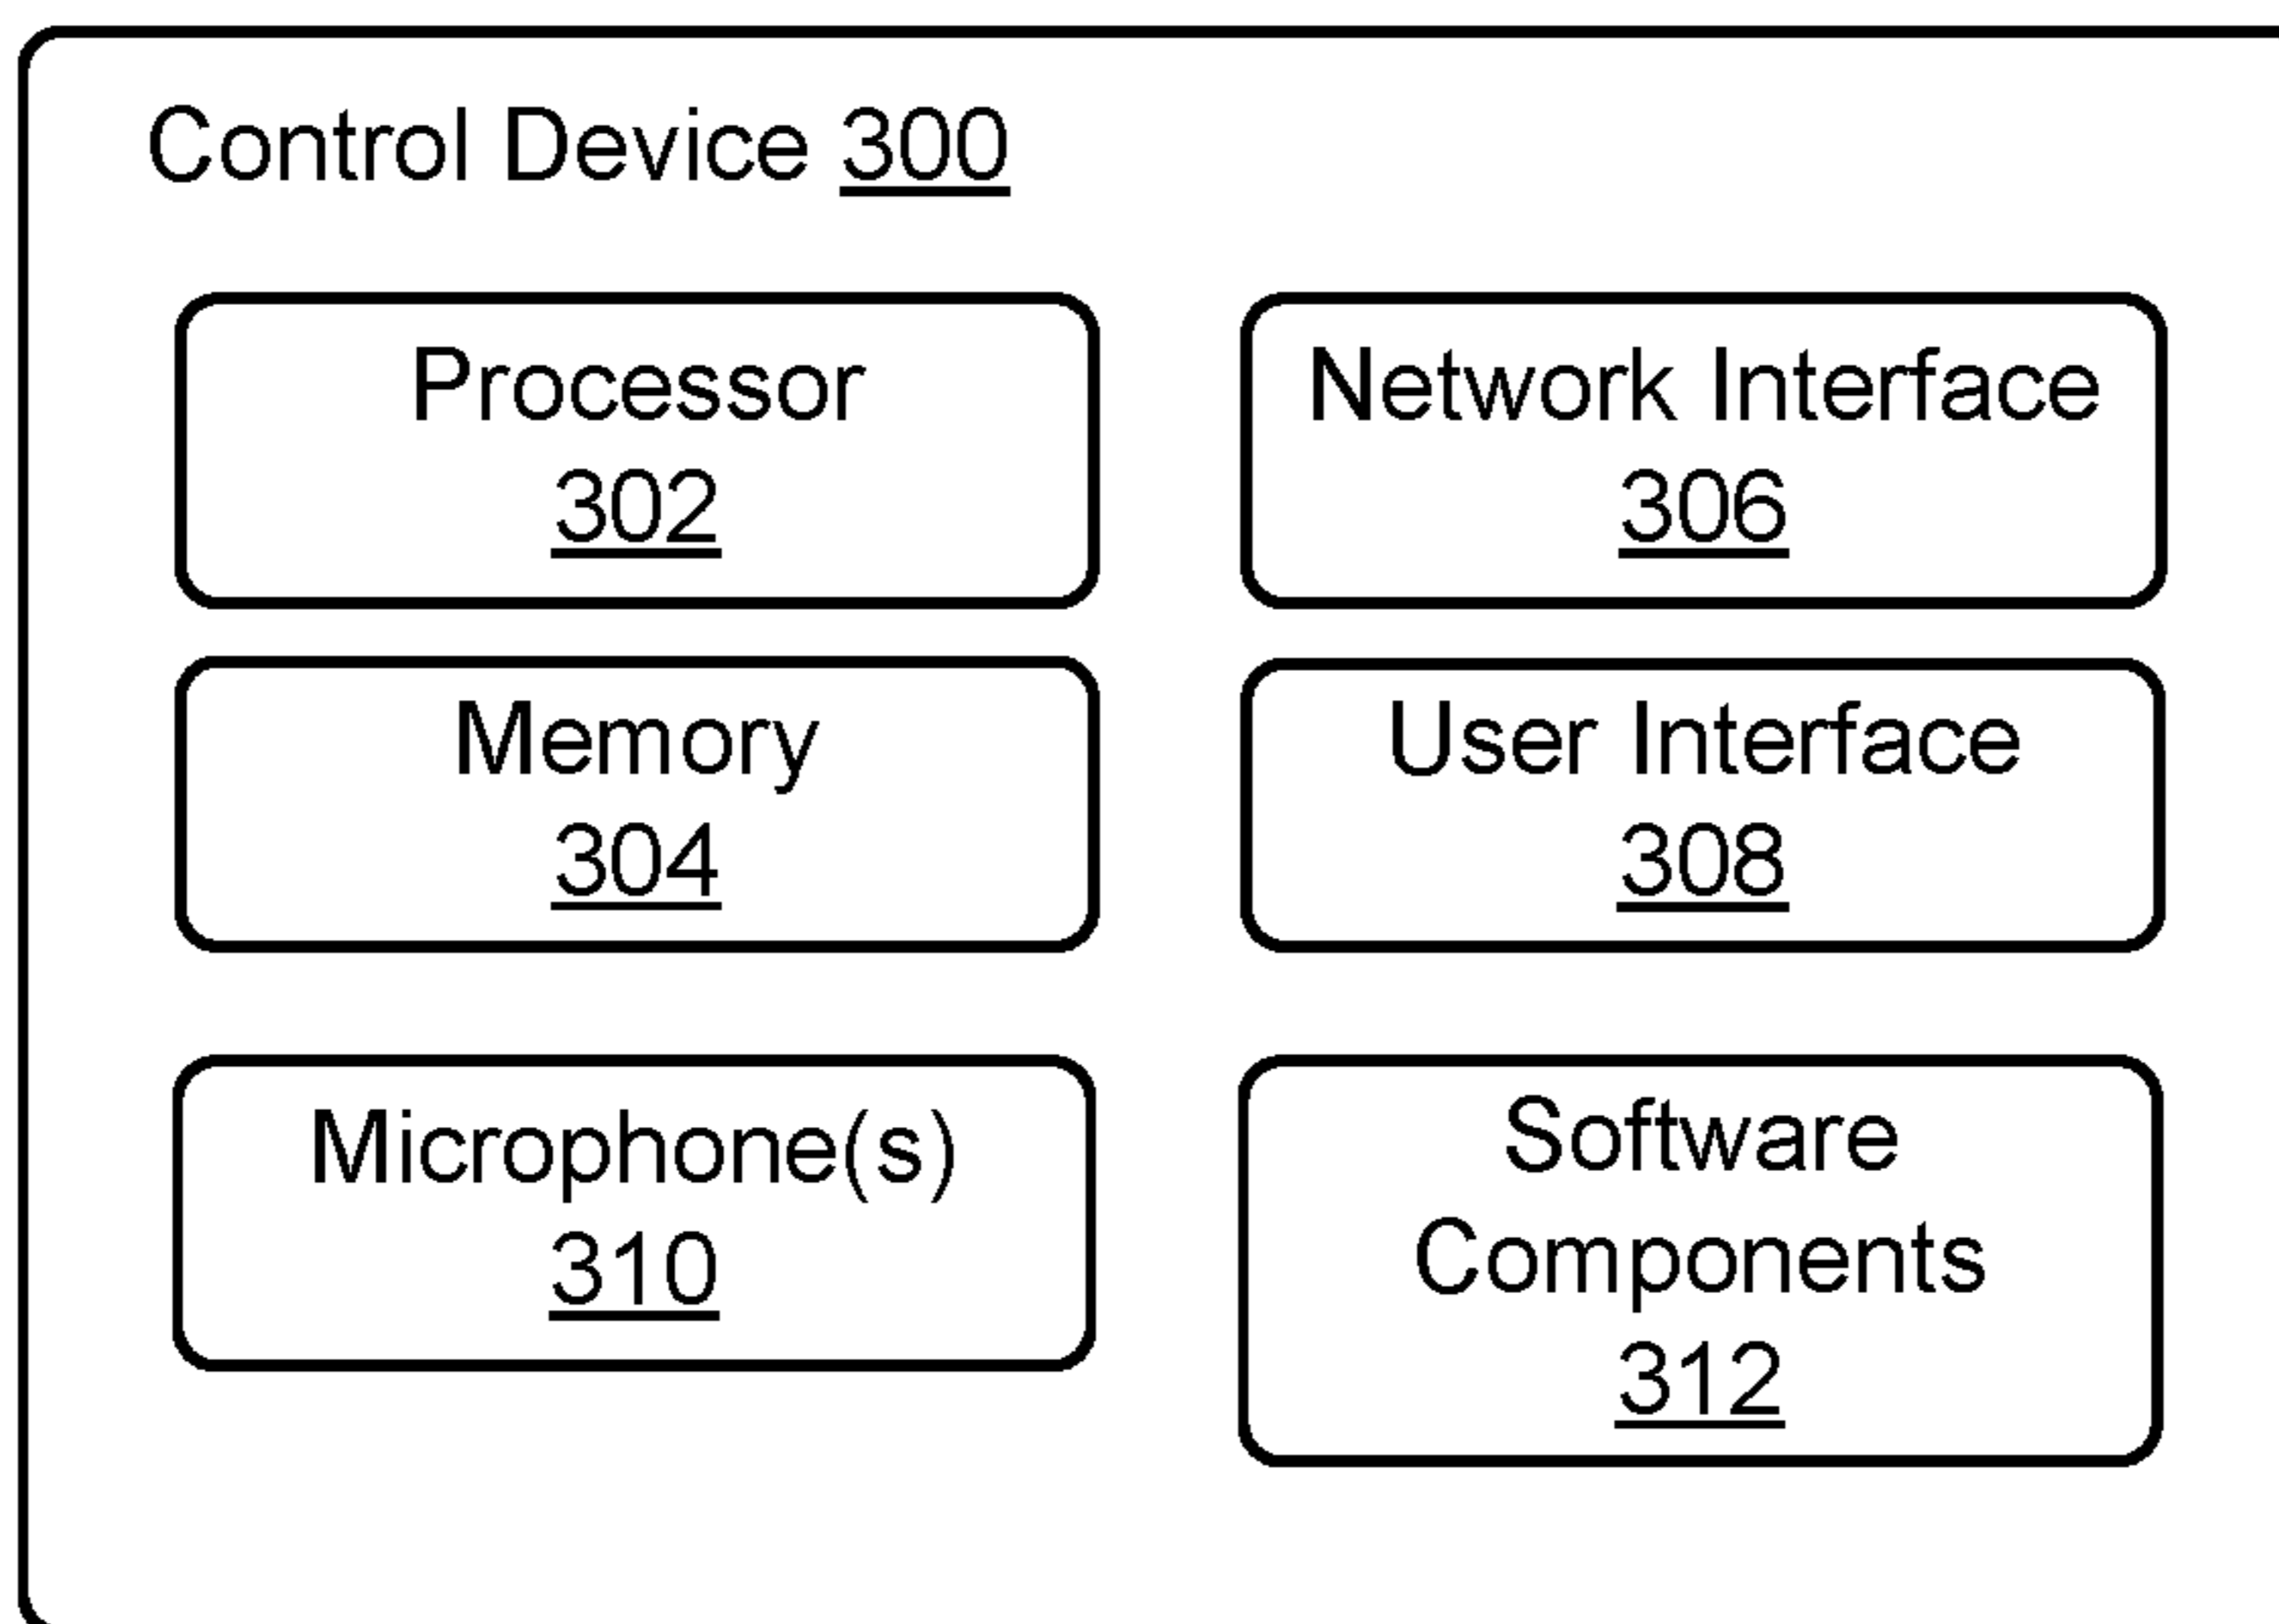 Control Device 300
Processor
302
Network Interface
306
Memory
304
User Interface
308
Microphone(s)
310
Software
Components
312